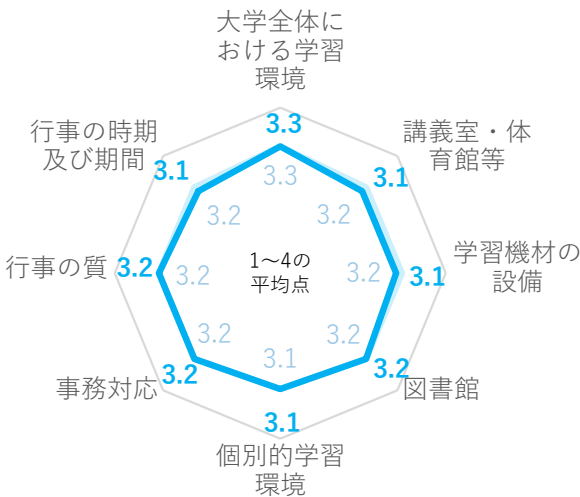 大学全体に
おける学習
環境
3.3
3.3
行事の時期
及び期間
3.1
3.2
講義室・体
育館等
3.1
3.2
行事の質
3.2
3.2
1～4の
平均点
学習機材の
設備
3.1
3.2
事務対応
3.2
3.2
図書館
3.2
3.2
3.1
3.1
個別的学習
環境